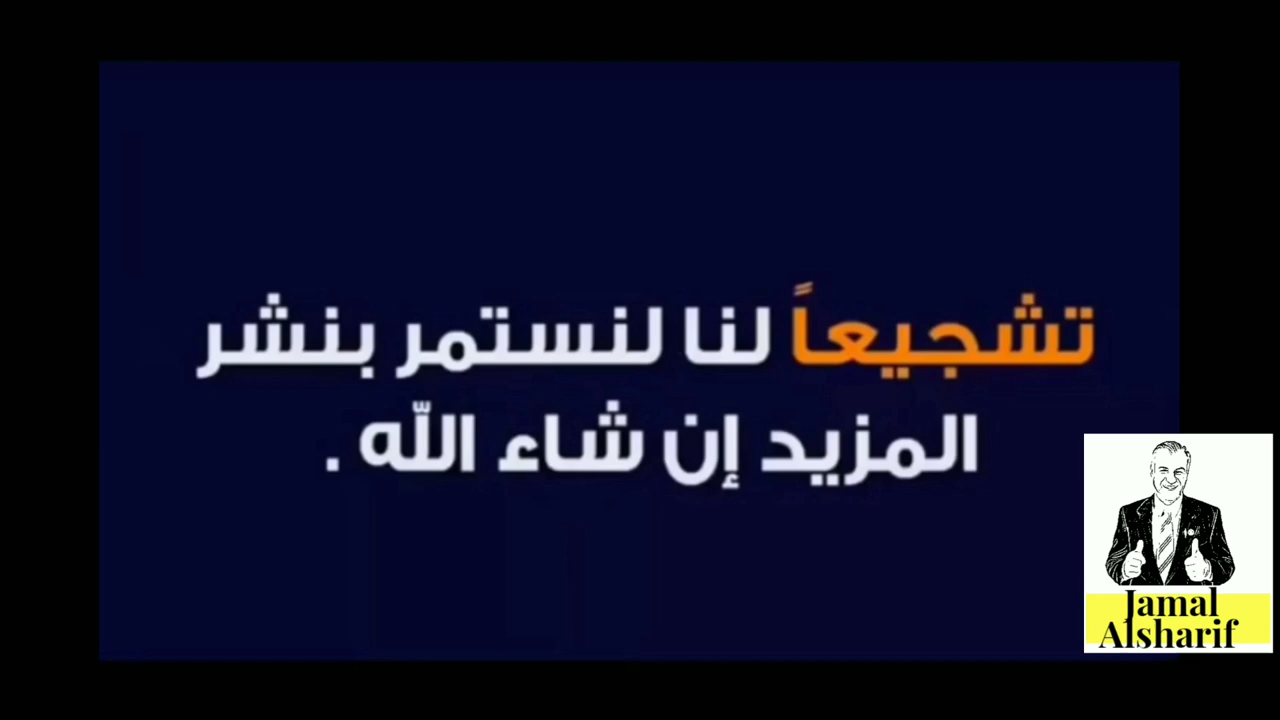 تشجيعاً لنا لنستمر بنشر
المزيد إن شاء الله .
Jamal
Alsharif